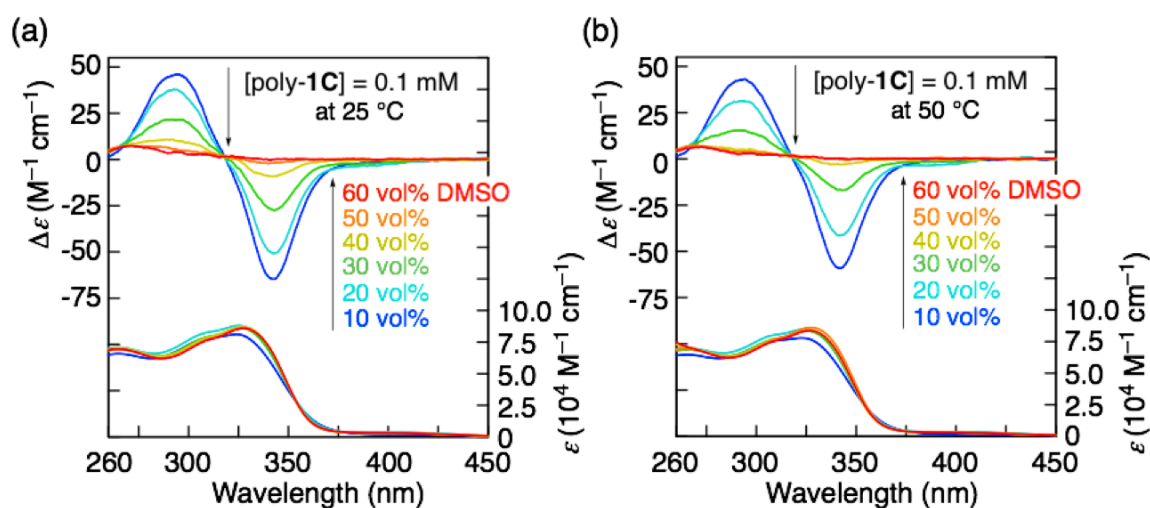 (a)
50
25
0
-25
-50
-75
Δε (M⁻¹ cm⁻¹)
[poly-1C] = 0.1 mM
at 25 °C
60 vol% DMSO
50 vol%
40 vol%
30 vol%
20 vol%
10 vol%
10.0
7.5
5.0
2.5
0
ε (10⁴ M⁻¹ cm⁻¹)
260
300
350
400
450
Wavelength (nm)
(b)
50
25
0
-25
-50
-75
Δε (M⁻¹ cm⁻¹)
[poly-1C] = 0.1 mM
at 50 °C
60 vol% DMSO
50 vol%
40 vol%
30 vol%
20 vol%
10 vol%
10.0
7.5
5.0
2.5
0
ε (10⁴ M⁻¹ cm⁻¹)
260
300
350
400
450
Wavelength (nm)